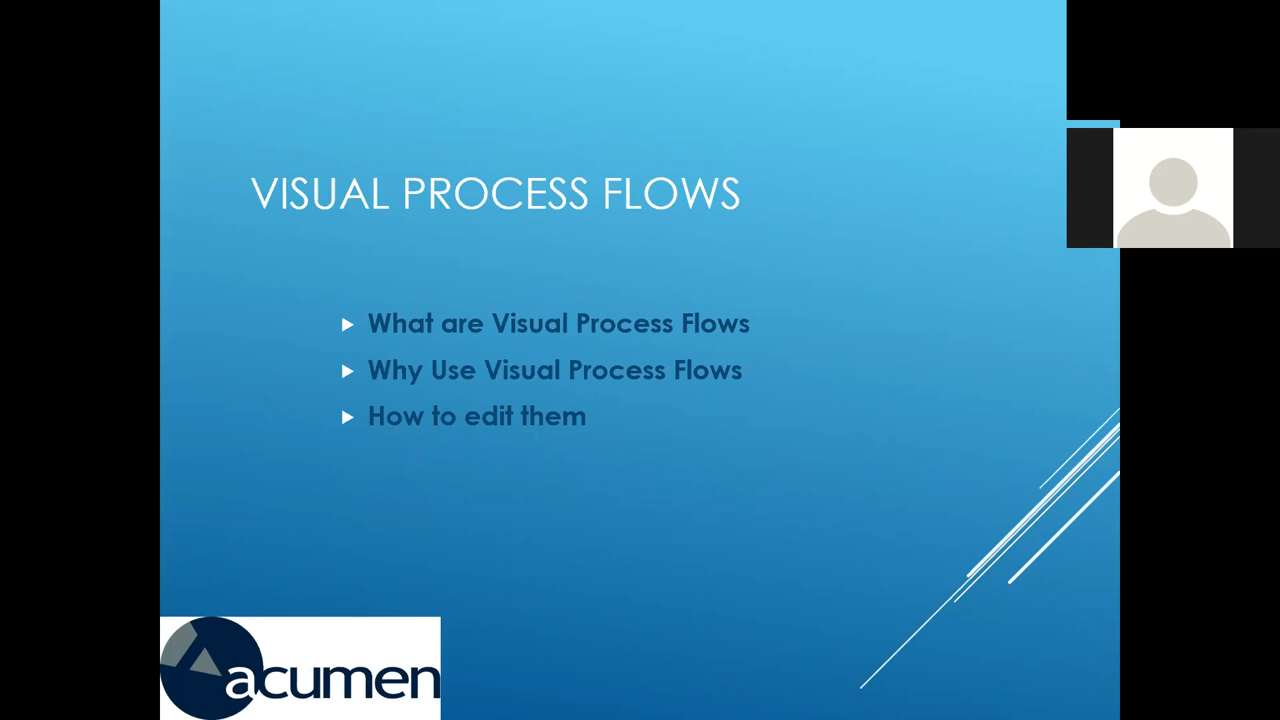 VISUAL PROCESS FLOWS
What are Visual Process Flows
Why Use Visual Process Flows
How to edit them
acumen